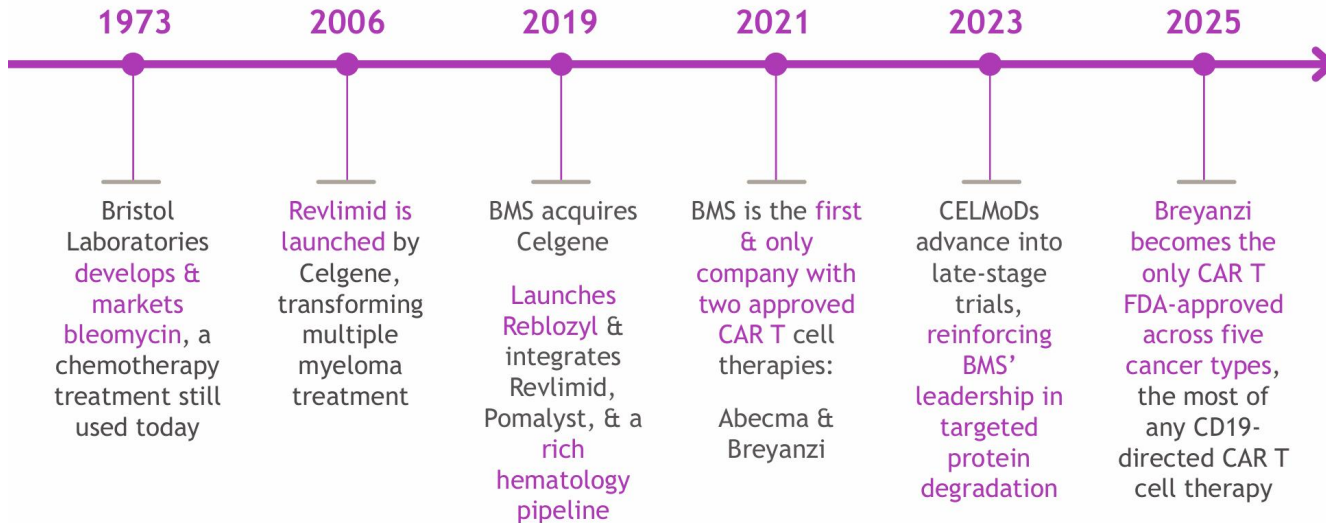 1973
Bristol
Laboratories
develops &
markets
bleomycin, a
chemotherapy
treatment still
used today
2006
Revlimid is
launched by
Celgene,
transforming
multiple
myeloma
treatment
2019
BMS acquires
Celgene
Launches
Reblozyl &
integrates
Revlimid,
Pomalyst, & a
rich
hematology
pipeline
2021
BMS is the first
& only
company with
two approved
CAR T cell
therapies:
Abecma &
Breyanzi
2023
CELMoDs
advance into
late-stage
trials,
reinforcing
BMS’
leadership in
targeted
protein
degradation
2025
Breyanzi
becomes the
only CAR T
FDA-approved
across five
cancer types,
the most of
any CD19-
directed CAR T
cell therapy